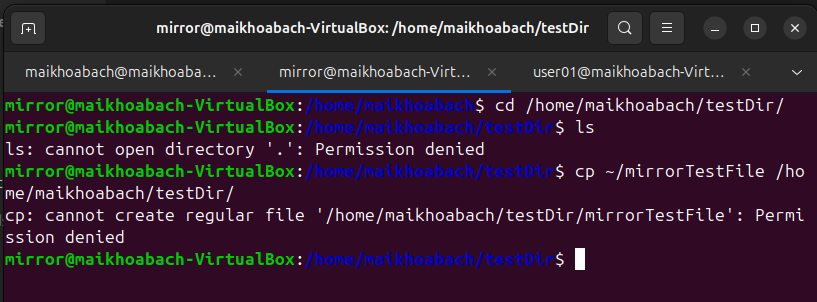 mirror@maikhoabach-VirtualBox: /home/maikhoabach/testDir
maikhoabach@maikhoaba...
mirror@maikhoabach-Virt...
user01@maikhoabach-Virt...
mirror@maikhoabach-VirtualBox:/home/maikhoabach$ cd /home/maikhoabach/testDir/
mirror@maikhoabach-VirtualBox:/home/maikhoabach/testDir$ ls
ls: cannot open directory '.': Permission denied
mirror@maikhoabach-VirtualBox:/home/maikhoabach/testDir$ cp ~/mirrorTestFile /ho
me/maikhoabach/testDir/
cp: cannot create regular file '/home/maikhoabach/testDir/mirrorTestFile': Permi
ssion denied
mirror@maikhoabach-VirtualBox:/home/maikhoabach/testDir$